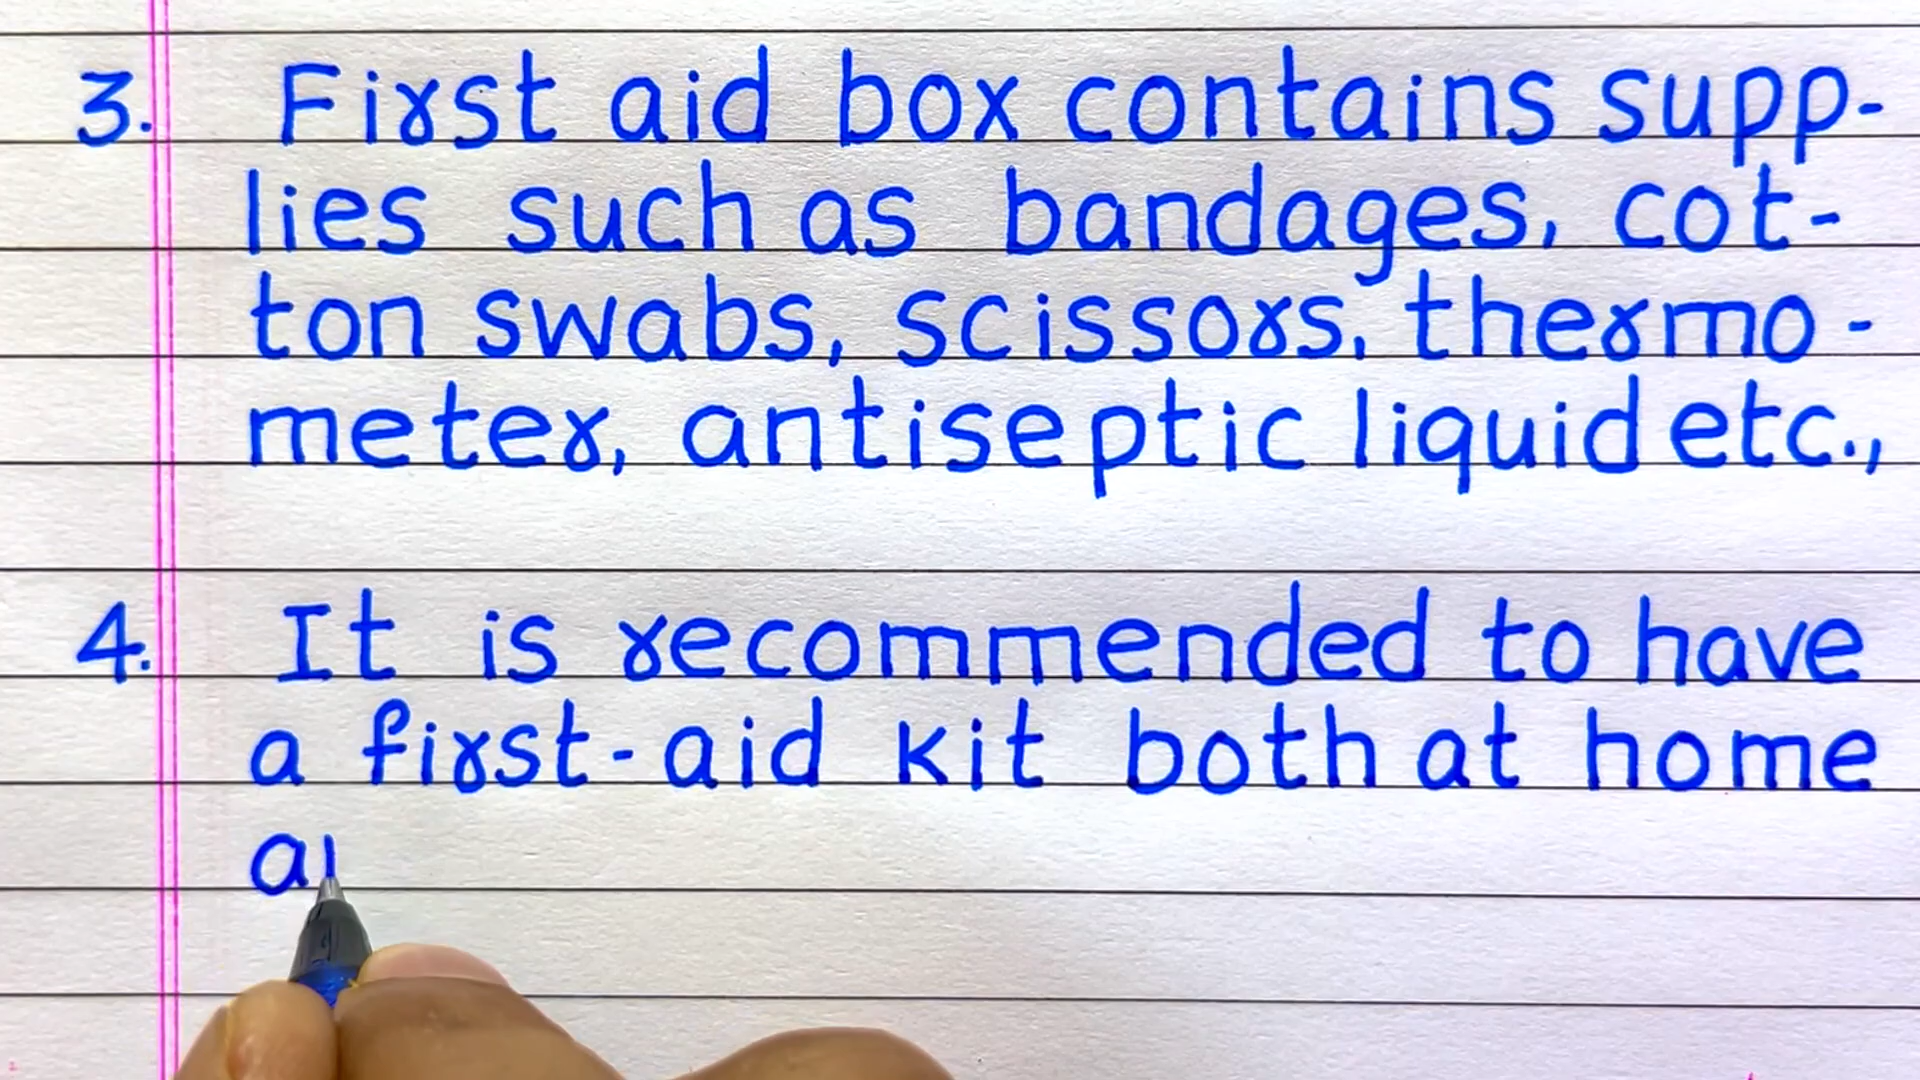 3. First aid box contains supp-
lies such as bandages, cot-
ton swabs, scissors, thermo-
meter, antiseptic liquid etc.,
4. It is recommended to have
a first-aid kit both at home